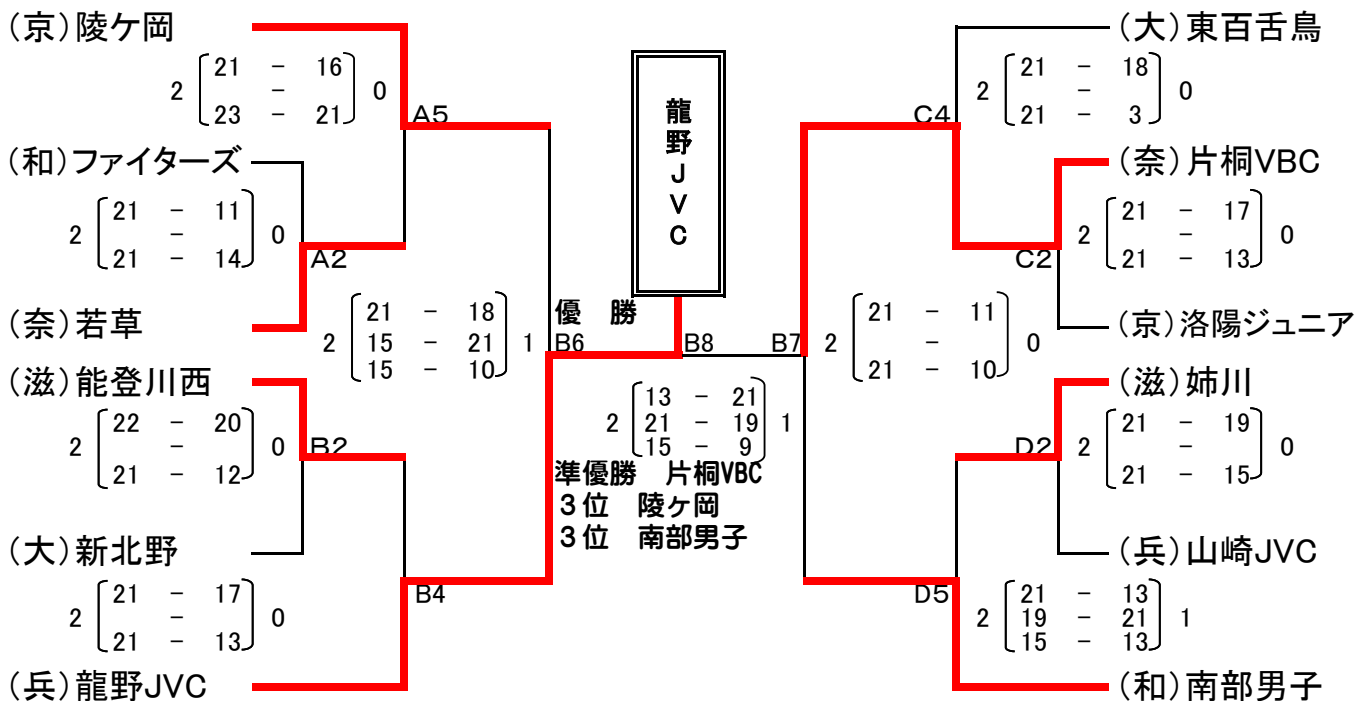 (京)陵ケ岡
2 21 - 16 0
-
23 - 21
A5
(和)ファイターズ
2 21 - 11 0
-
21 - 14
A2
(奈)若草
(滋)能登川西
2 22 - 20 0
-
21 - 12
B2
(大)新北野
2 21 - 17 0
-
21 - 13
B4
(兵)龍野JVC
21 - 18
2 15 - 21 1
15 - 10
B6
龍野JVC
優 勝
B8
13 - 21
2 21 - 19 1
15 - 9
準優勝 片桐VBC
3位 陵ヶ岡
3位 南部男子
B7
21 - 11
2 - 0
21 - 10
(大)東百舌鳥
2 21 - 18 0
-
21 - 3
C4
(奈)片桐VBC
2 21 - 17 0
-
21 - 13
C2
(京)洛陽ジュニア
(滋)姉川
2 21 - 19 0
-
21 - 15
D2
(兵)山崎JVC
21 - 13
2 19 - 21 1
15 - 13
D5
(和)南部男子